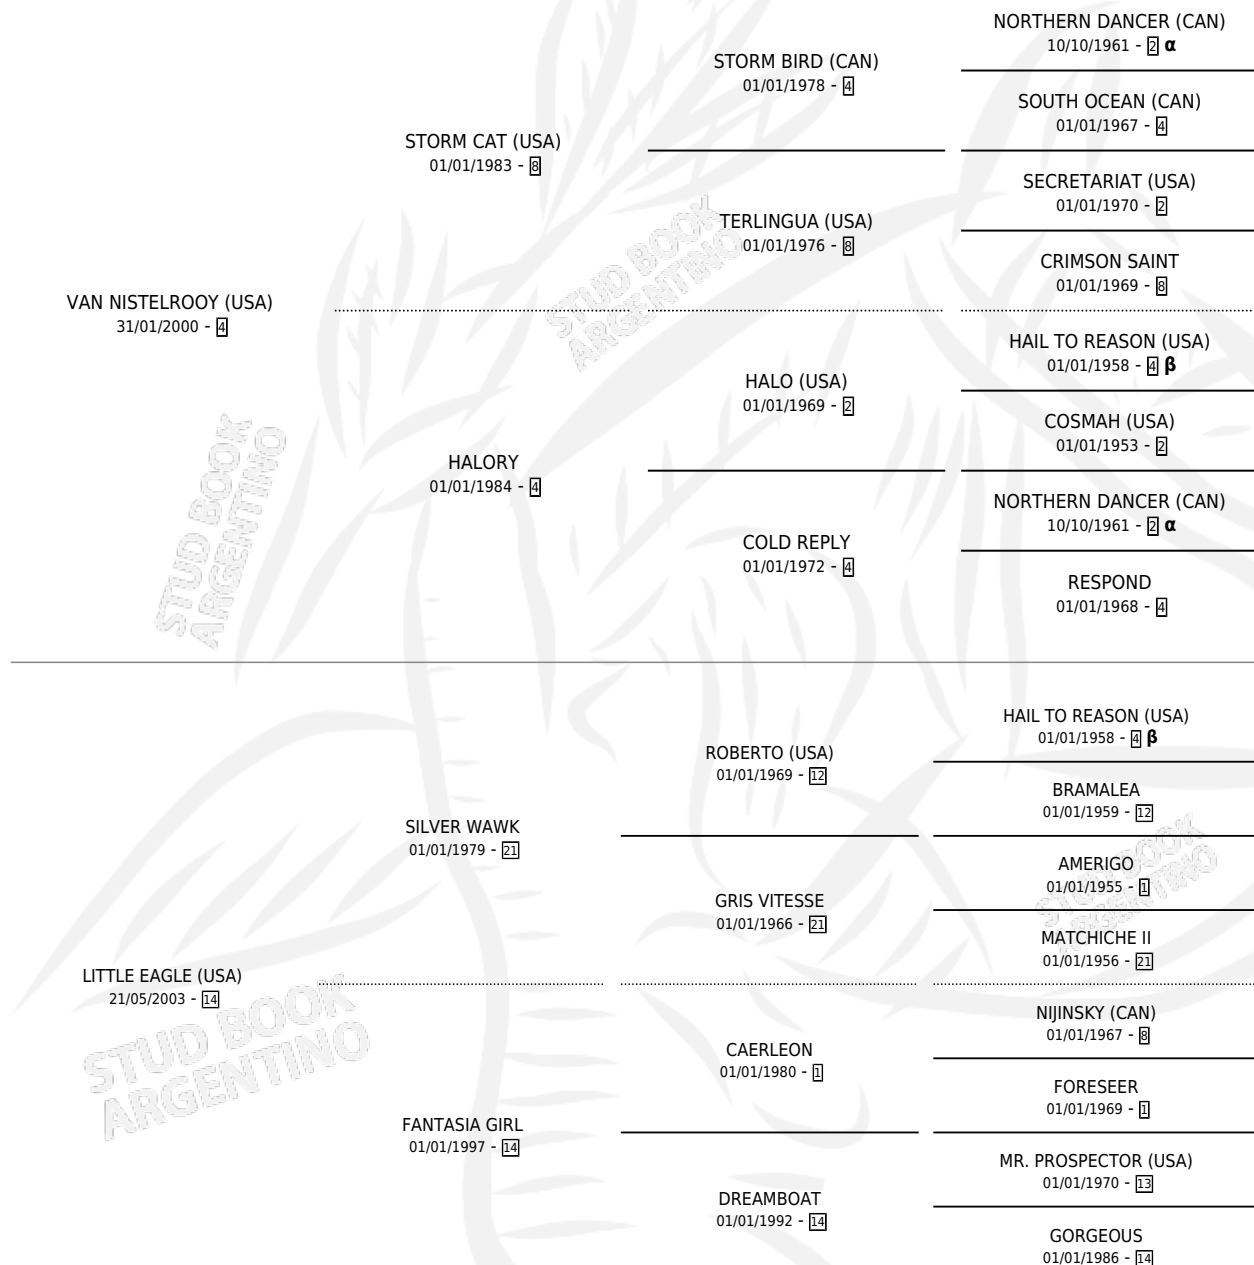 NORTHERN DANCER (CAN)
10/10/1961 - 2 α
STORM BIRD (CAN)
01/01/1978 - 4
SOUTH OCEAN (CAN)
01/01/1967 - 4
STORM CAT (USA)
01/01/1983 - 8
SECRETARIAT (USA)
01/01/1970 - 2
TERLINGUA (USA)
01/01/1976 - 8
CRIMSON SAINT
01/01/1969 - 8
VAN NISTELROOY (USA)
31/01/2000 - 4
HAIL TO REASON (USA)
01/01/1958 - 4 β
HALO (USA)
01/01/1969 - 2
COSMAH (USA)
01/01/1953 - 2
HALORY
01/01/1984 - 4
NORTHERN DANCER (CAN)
10/10/1961 - 2 α
COLD REPLY
01/01/1972 - 4
RESPOND
01/01/1968 - 4
HAIL TO REASON (USA)
01/01/1958 - 4 β
ROBERTO (USA)
01/01/1969 - 12
BRAMALEA
01/01/1959 - 12
SILVER WAWK
01/01/1979 - 21
AMERIGO
01/01/1955 - 1
GRIS VITESSE
01/01/1966 - 21
MATCHICHE II
01/01/1956 - 21
LITTLE EAGLE (USA)
21/05/2003 - 14
NIJINSKY (CAN)
01/01/1967 - 8
CAERLEON
01/01/1980 - 1
FORESEER
01/01/1969 - 1
FANTASIA GIRL
01/01/1997 - 14
MR. PROSPECTOR (USA)
01/01/1970 - 13
DREAMBOAT
01/01/1992 - 14
GORGEOUS
01/01/1986 - 14
STUD BOOK
ARGENTINO
STUD BOOK
ARGENTINO
STUD BOOK
ARGENTINO
STUD BOOK
ARGENTINO